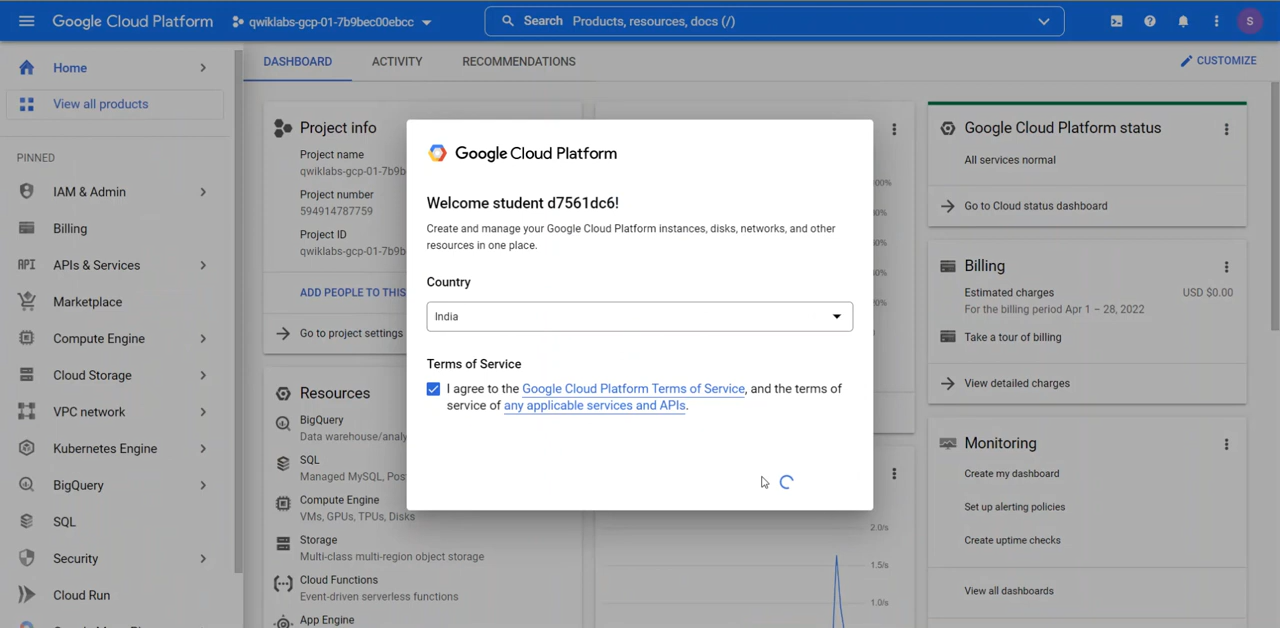 Google Cloud Platform
qwiklabs-gcp-01-7b9bec00ebcc
Search Products, resources, docs (/)
S
Home
View all products
PINNED
IAM & Admin
Billing
API APIs & Services
Marketplace
Compute Engine
Cloud Storage
VPC network
Kubernetes Engine
BigQuery
SQL
Security
Cloud Run
DASHBOARD
ACTIVITY
RECOMMENDATIONS
CUSTOMIZE
Project info
Project name
qwiklabs-gcp-01-7b9b
Project number
594914787759
Project ID
qwiklabs-gcp-01-7b9b
ADD PEOPLE TO THIS
Go to project settings
Resources
BigQuery
Data warehouse/analy
SQL
Managed MySQL, Pos
Compute Engine
VMs, GPUs, TPUs, Disks
Storage
Multi-class multi-region object storage
Cloud Functions
Event-driven serverless functions
App Engine
Google Cloud Platform
Welcome student d7561dc6!
Create and manage your Google Cloud Platform instances, disks, networks, and other
resources in one place.
Country
India
Terms of Service
I agree to the Google Cloud Platform Terms of Service, and the terms of
service of any applicable services and APIs.
2.0/s
1.5/s
1.0/s
Google Cloud Platform status
All services normal
Go to Cloud status dashboard
Billing
Estimated charges USD $0.00
For the billing period Apr 1 – 28, 2022
Take a tour of billing
View detailed charges
Monitoring
Create my dashboard
Set up alerting policies
Create uptime checks
View all dashboards